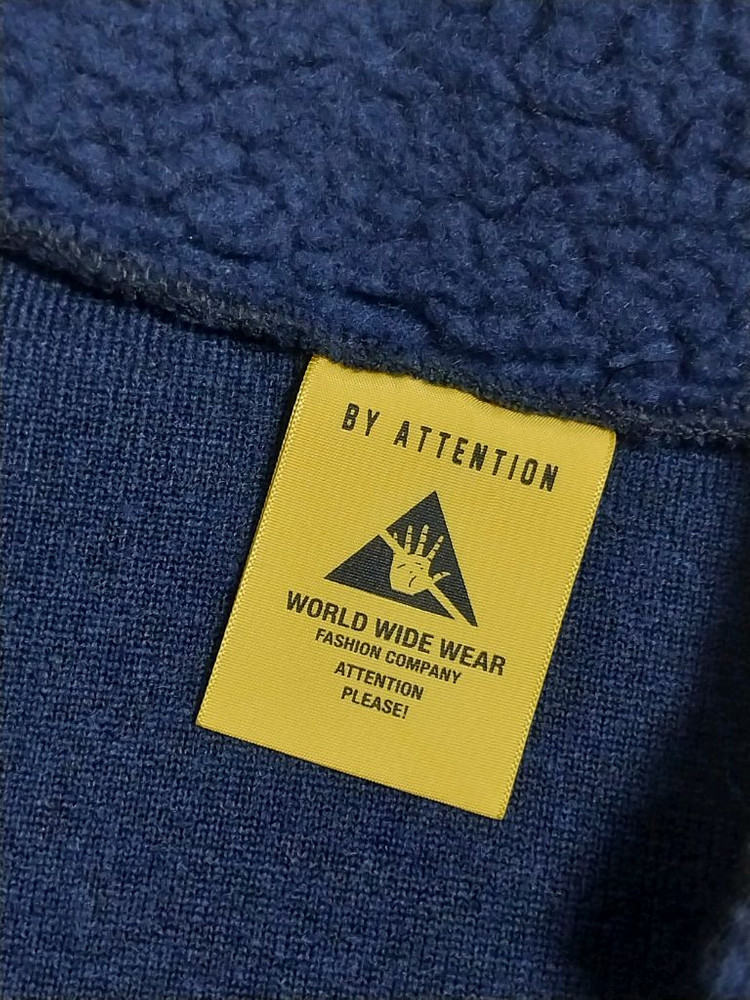 BY ATTENTION
WORLD WIDE WEAR
FASHION COMPANY
ATTENTION
PLEASE!